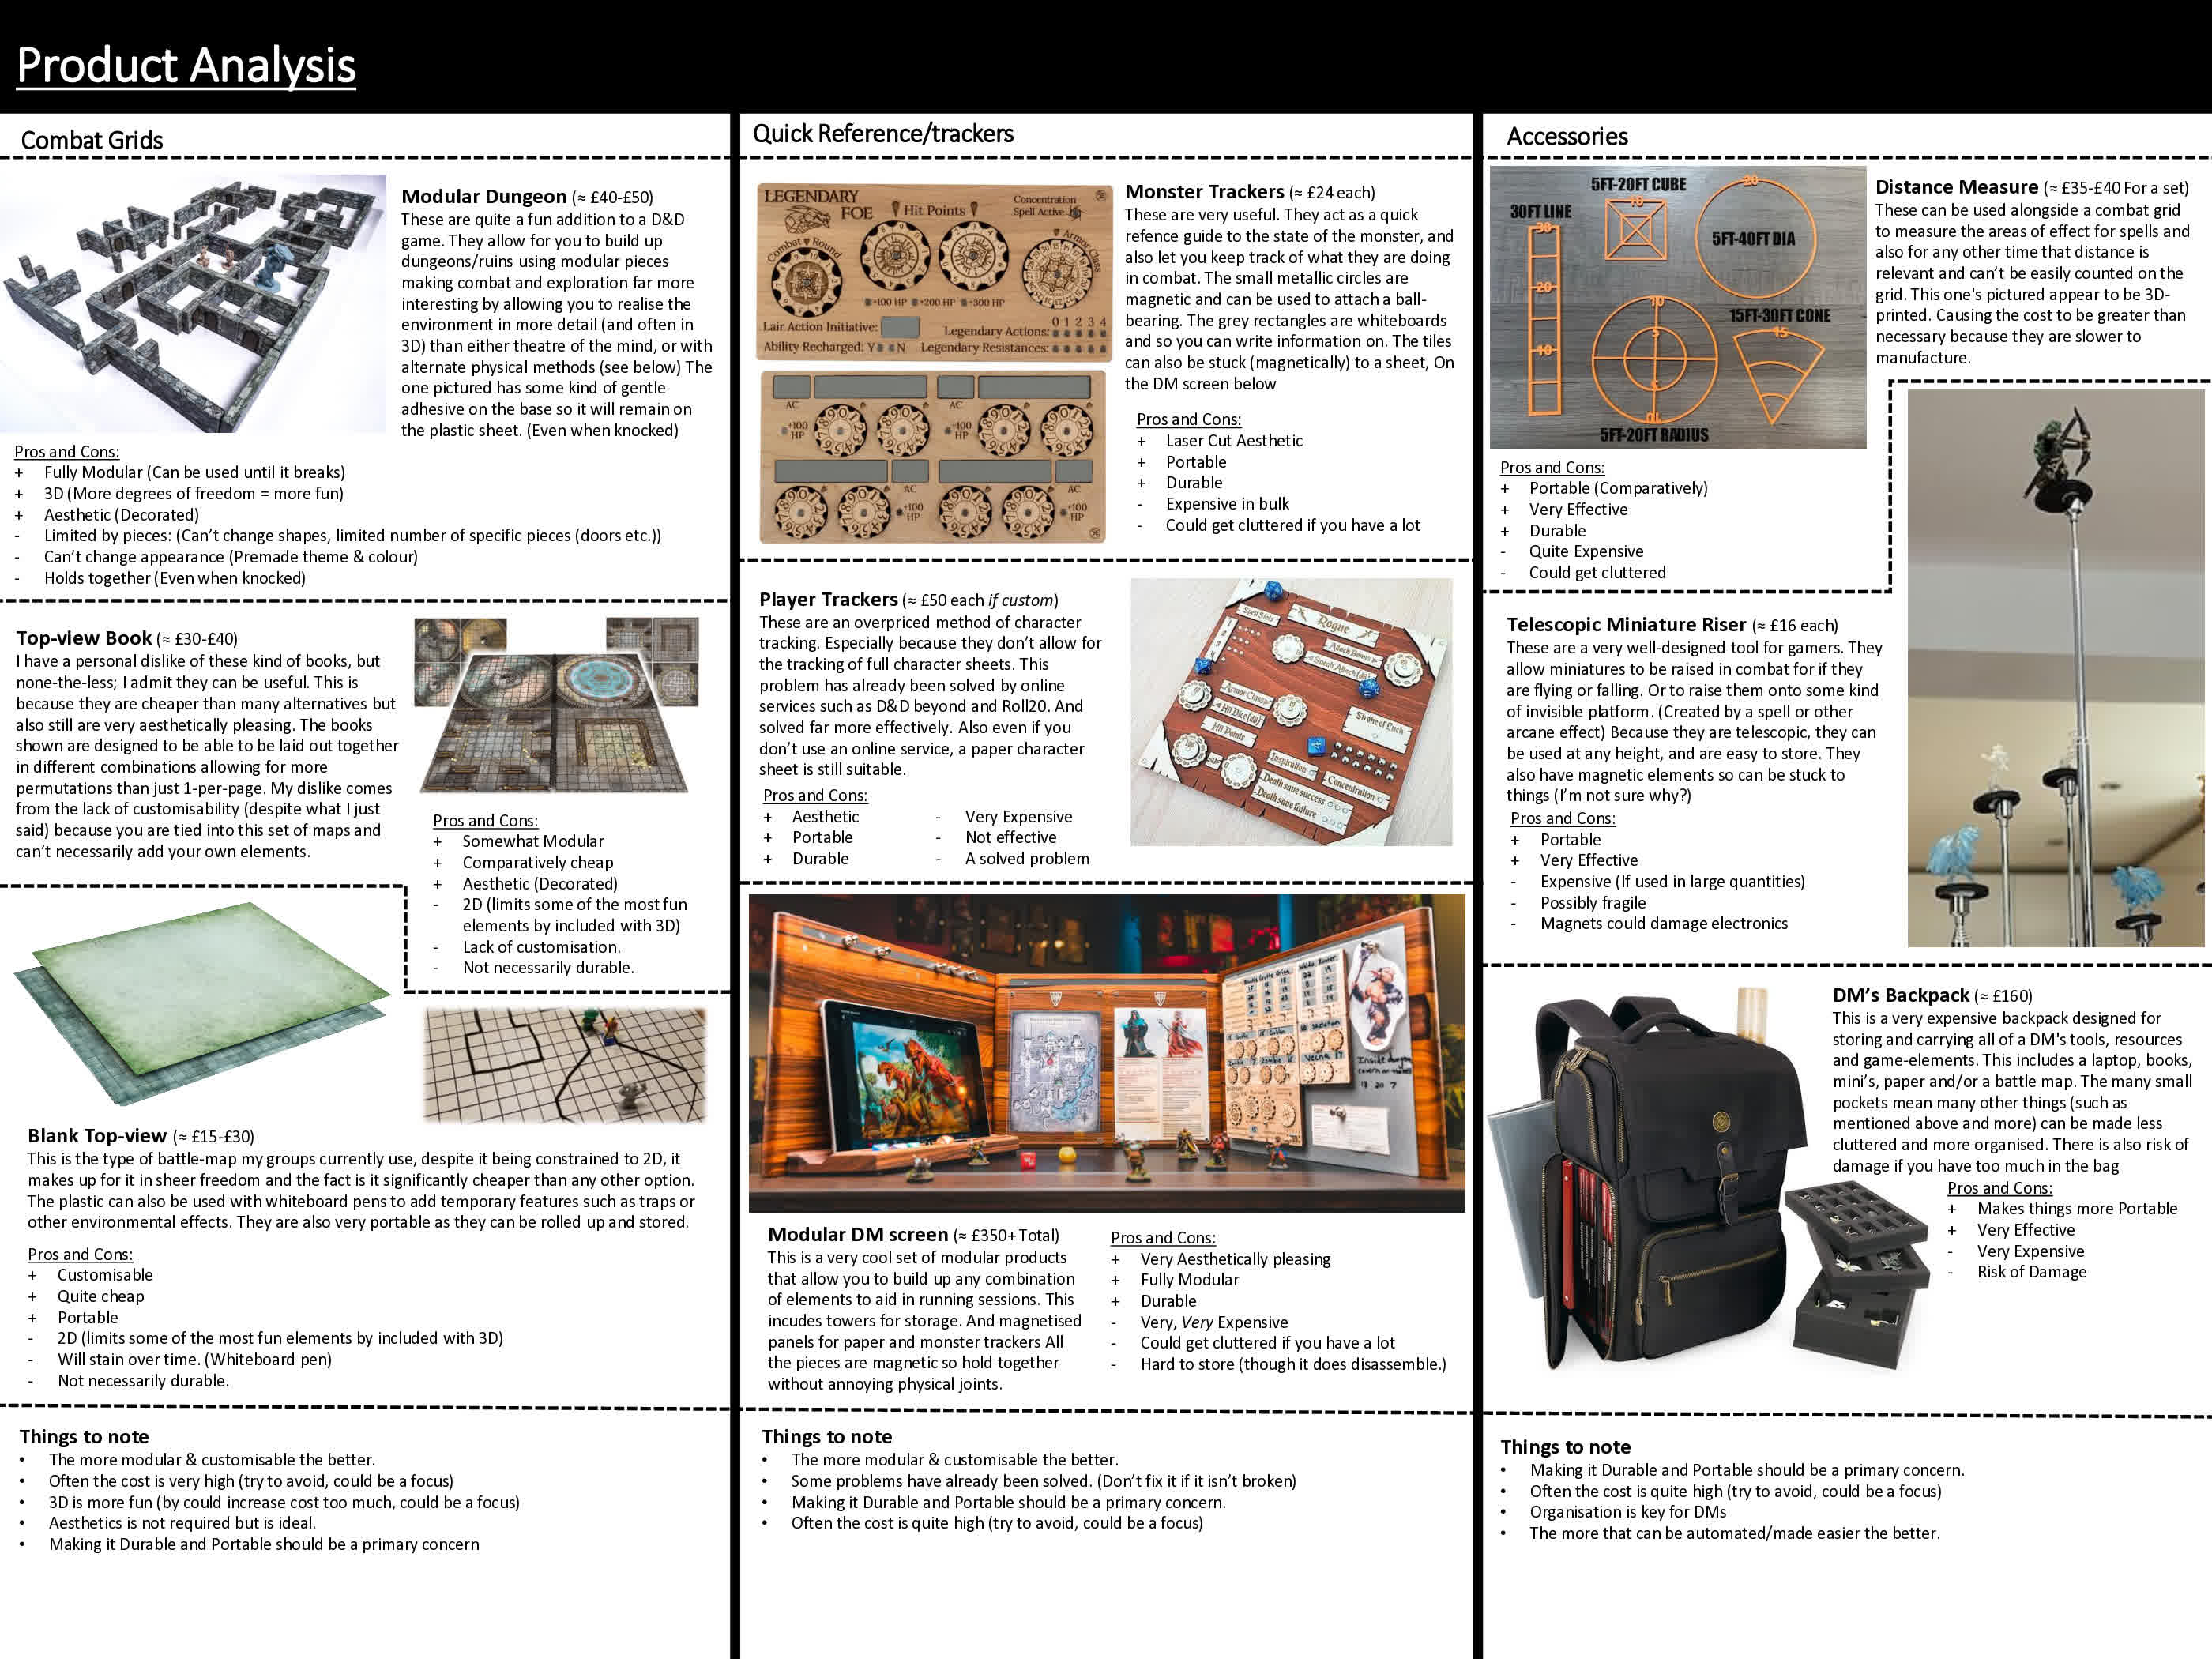 Product Analysis
Combat Grids
Modular Dungeon (≈ £40-£50)
These are quite a fun addition to a D&D
game. They allow for you to build up
dungeons/ruins using modular pieces
making combat and exploration far more
interesting by allowing you to realise the
environment in more detail (and often in
3D) than either theatre of the mind, or with
alternate physical methods (see below) The
one pictured has some kind of gentle
adhesive on the base so it will remain on
the plastic sheet. (Even when knocked)
Pros and Cons:
+ Fully Modular (Can be used until it breaks)
+ 3D (More degrees of freedom = more fun)
+ Aesthetic (Decorated)
- Limited by pieces: (Can't change shapes, limited number of specific pieces (doors etc.))
- Can't change appearance (Premade theme & colour)
- Holds together (Even when knocked)
Top-view Book (≈ £30-£40)
I have a personal dislike of these kind of books, but
none-the-less; I admit they can be useful. This is
because they are cheaper than many alternatives but
also still are very aesthetically pleasing. The books
shown are designed to be able to be laid out together
in different combinations allowing for more
permutations than just 1-per-page. My dislike comes
from the lack of customisability (despite what I just
said) because you are tied into this set of maps and
can't necessarily add your own elements.
Pros and Cons:
+ Somewhat Modular
+ Comparatively cheap
+ Aesthetic (Decorated)
- 2D (limits some of the most fun
elements by included with 3D)
- Lack of customisation.
- Not necessarily durable.
Blank Top-view (≈ £15-£30)
This is the type of battle-map my groups currently use, despite it being constrained to 2D, it
makes up for it in sheer freedom and the fact is it significantly cheaper than any other option.
The plastic can also be used with whiteboard pens to add temporary features such as traps or
other environmental effects. They are also very portable as they can be rolled up and stored.
Pros and Cons:
+ Customisable
+ Quite cheap
+ Portable
- 2D (limits some of the most fun elements by included with 3D)
- Will stain over time. (Whiteboard pen)
- Not necessarily durable.
Things to note
• The more modular & customisable the better.
• Often the cost is very high (try to avoid, could be a focus)
• 3D is more fun (by could increase cost too much, could be a focus)
• Aesthetics is not required but is ideal.
• Making it Durable and Portable should be a primary concern
Quick Reference/trackers
LEGENDARY
FOE
Hit Points
Concentration
Spell Active
Combat Round
Armor Class
+100 HP +200 HP +300 HP
Lair Action Initiative:
Legendary Actions:
0 1 2 3 4
Ability Recharged: Y N
Legendary Resistances:
AC
AC
+100
HP
+100
HP
AC
AC
+100
HP
+100
HP
Monster Trackers (≈ £24 each)
These are very useful. They act as a quick
refence guide to the state of the monster, and
also let you keep track of what they are doing
in combat. The small metallic circles are
magnetic and can be used to attach a ball-
bearing. The grey rectangles are whiteboards
and so you can write information on. The tiles
can also be stuck (magnetically) to a sheet, On
the DM screen below
Pros and Cons:
+ Laser Cut Aesthetic
+ Portable
+ Durable
- Expensive in bulk
- Could get cluttered if you have a lot
Player Trackers (≈ £50 each if custom)
These are an overpriced method of character
tracking. Especially because they don't allow for
the tracking of full character sheets. This
problem has already been solved by online
services such as D&D beyond and Roll20. And
solved far more effectively. Also even if you
don't use an online service, a paper character
sheet is still suitable.
Pros and Cons:
+ Aesthetic
+ Portable
+ Durable
- Very Expensive
- Not effective
- A solved problem
Spell Slots
Rogue
Attack Bonus
Sneak Attack (d6)
Armor Class
Hit Dice (d8)
Hit Points
Stroke of Luck
Inspiration
Concentration
Death save success
Death save failure
Modular DM screen (≈ £350+ Total)
This is a very cool set of modular products
that allow you to build up any combination
of elements to aid in running sessions. This
incudes towers for storage. And magnetised
panels for paper and monster trackers All
the pieces are magnetic so hold together
without annoying physical joints.
Pros and Cons:
+ Very Aesthetically pleasing
+ Fully Modular
+ Durable
- Very, Very Expensive
- Could get cluttered if you have a lot
- Hard to store (though it does disassemble.)
Things to note
• The more modular & customisable the better.
• Some problems have already been solved. (Don't fix it if it isn't broken)
• Making it Durable and Portable should be a primary concern.
• Often the cost is quite high (try to avoid, could be a focus)
Accessories
5FT-20FT CUBE
30FT LINE
5FT-40FT DIA
15FT-30FT CONE
5FT-20FT RADIUS
30
20
10
10
20
10
5
5
10
15
Distance Measure (≈ £35-£40 For a set)
These can be used alongside a combat grid
to measure the areas of effect for spells and
also for any other time that distance is
relevant and can't be easily counted on the
grid. This one's pictured appear to be 3D-
printed. Causing the cost to be greater than
necessary because they are slower to
manufacture.
Pros and Cons:
+ Portable (Comparatively)
+ Very Effective
+ Durable
- Quite Expensive
- Could get cluttered
Telescopic Miniature Riser (≈ £16 each)
These are a very well-designed tool for gamers. They
allow miniatures to be raised in combat for if they
are flying or falling. Or to raise them onto some kind
of invisible platform. (Created by a spell or other
arcane effect) Because they are telescopic, they can
be used at any height, and are easy to store. They
also have magnetic elements so can be stuck to
things (I'm not sure why?)
Pros and Cons:
+ Portable
+ Very Effective
- Expensive (If used in large quantities)
- Possibly fragile
- Magnets could damage electronics
DM's Backpack (≈ £160)
This is a very expensive backpack designed for
storing and carrying all of a DM's tools, resources
and game-elements. This includes a laptop, books,
mini's, paper and/or a battle map. The many small
pockets mean many other things (such as
mentioned above and more) can be made less
cluttered and more organised. There is also risk of
damage if you have too much in the bag
Pros and Cons:
+ Makes things more Portable
+ Very Effective
- Very Expensive
- Risk of Damage
Things to note
• Making it Durable and Portable should be a primary concern.
• Often the cost is quite high (try to avoid, could be a focus)
• Organisation is key for DMs
• The more that can be automated/made easier the better.